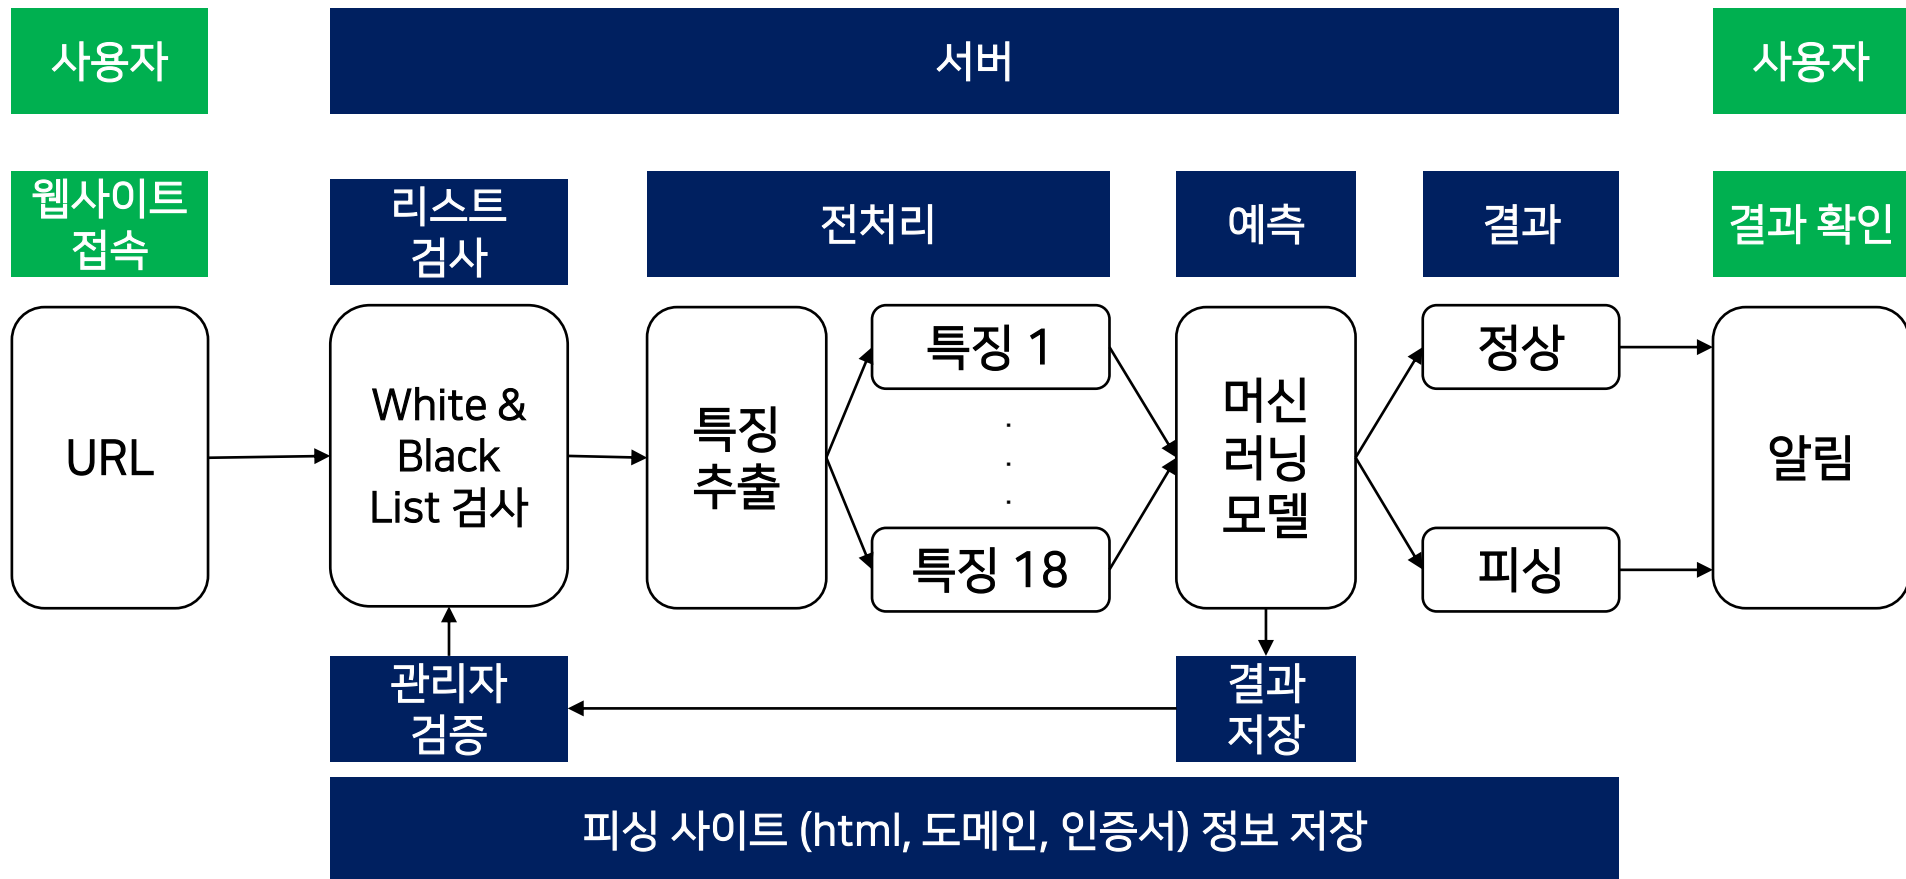 사용자
서버
사용자
웹사이트
접속
리스트
검사
전처리
예측
결과
결과 확인
URL
White &
Black
List 검사
특징
추출
특징 1
.
.
.
특징 18
머신
러닝
모델
정상
피싱
알림
관리자
검증
결과
저장
피싱 사이트 (html, 도메인, 인증서) 정보 저장